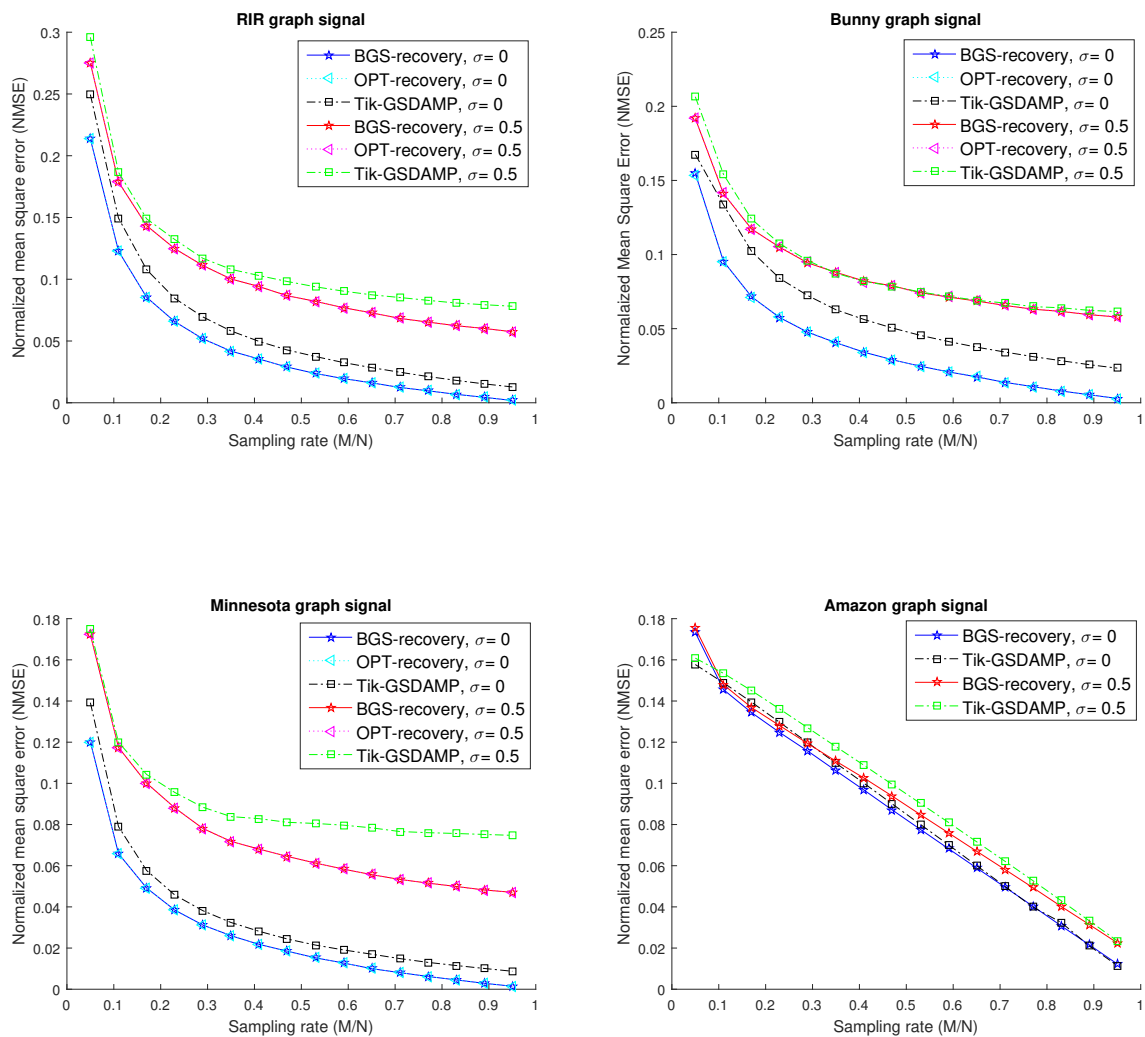 RIR graph signal
Normalized mean square error (NMSE)
0.3
0.25
0.2
0.15
0.1
0.05
0
BGS-recovery, σ= 0
OPT-recovery, σ= 0
Tik-GSDAMP, σ= 0
BGS-recovery, σ= 0.5
OPT-recovery, σ= 0.5
Tik-GSDAMP, σ= 0.5
0 0.1 0.2 0.3 0.4 0.5 0.6 0.7 0.8 0.9 1
Sampling rate (M/N)
Bunny graph signal
Normalaized Mean Square Error (NMSE)
0.25
0.20
0.15
0.10
0.05
0
BGS-recovery, σ= 0
OPT-recovery, σ= 0
Tik-GSDAMP, σ= 0
BGS-recovery, σ= 0.5
OPT-recovery, σ= 0.5
Tik-GSDAMP, σ= 0.5
0 0.1 0.2 0.3 0.4 0.5 0.6 0.7 0.8 0.9 1
Sampling rate (M/N)
Minnesota graph signal
Normalized mean square error (NMSE)
0.18
0.16
0.14
0.12
0.1
0.08
0.06
0.04
0.02
0
BGS-recovery, σ= 0
OPT-recovery, σ= 0
Tik-GSDAMP, σ= 0
BGS-recovery, σ= 0.5
OPT-recovery, σ= 0.5
Tik-GSDAMP, σ= 0.5
0 0.1 0.2 0.3 0.4 0.5 0.6 0.7 0.8 0.9 1
Sampling rate (M/N)
Amazon graph signal
Normalized mean square error (NMSE)
0.18
0.16
0.14
0.12
0.1
0.08
0.06
0.04
0.02
0
BGS-recovery, σ= 0
Tik-GSDAMP, σ= 0
BGS-recovery, σ= 0.5
Tik-GSDAMP, σ= 0.5
0 0.1 0.2 0.3 0.4 0.5 0.6 0.7 0.8 0.9 1
Sampling rate (M/N)